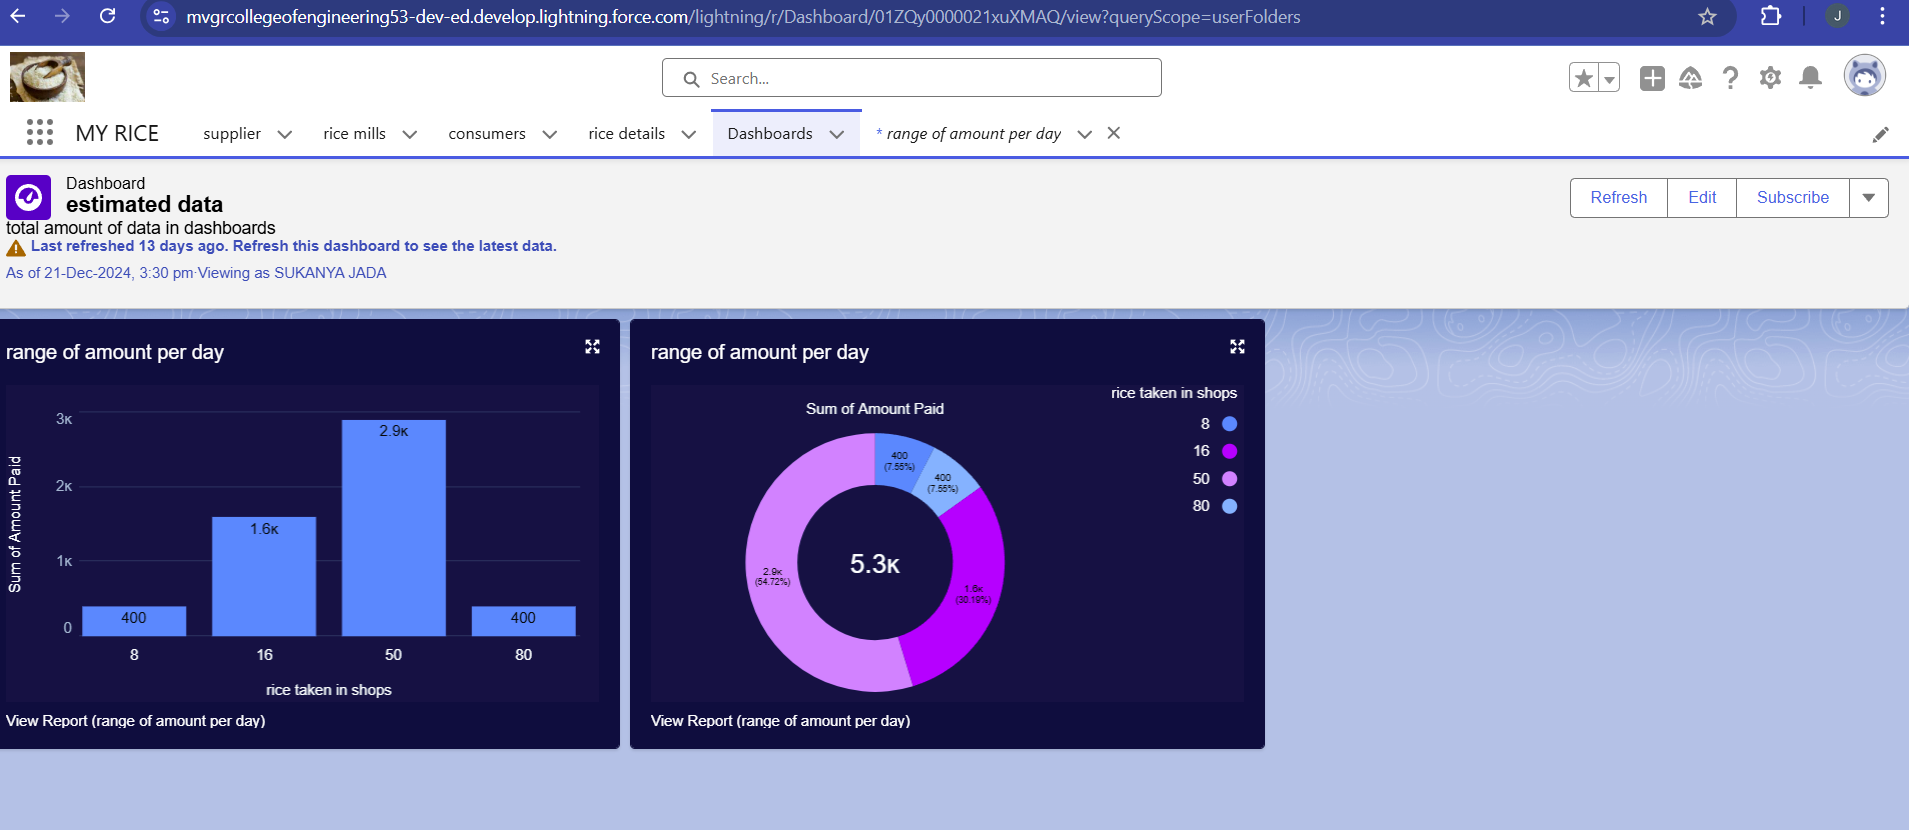 mvgrcollegeofengineering53-dev-ed.develop.lightning.force.com/lightning/r/Dashboard/01ZQy0000021xuXMAQ/view?queryScope=userFolders
J
Search...
MY RICE
supplier
rice mills
consumers
rice details
Dashboards
* range of amount per day
Dashboard
estimated data
total amount of data in dashboards
Last refreshed 13 days ago. Refresh this dashboard to see the latest data.
As of 21-Dec-2024, 3:30 pm·Viewing as SUKANYA JADA
Refresh
Edit
Subscribe
range of amount per day
Sum of Amount Paid
3K
2K
1K
0
400
1.6K
2.9K
400
8
16
50
80
rice taken in shops
View Report (range of amount per day)
range of amount per day
rice taken in shops
Sum of Amount Paid
8
16
50
80
400
(7.55%)
400
(7.55%)
2.9K
(54.72%)
1.6K
(30.19%)
5.3K
View Report (range of amount per day)